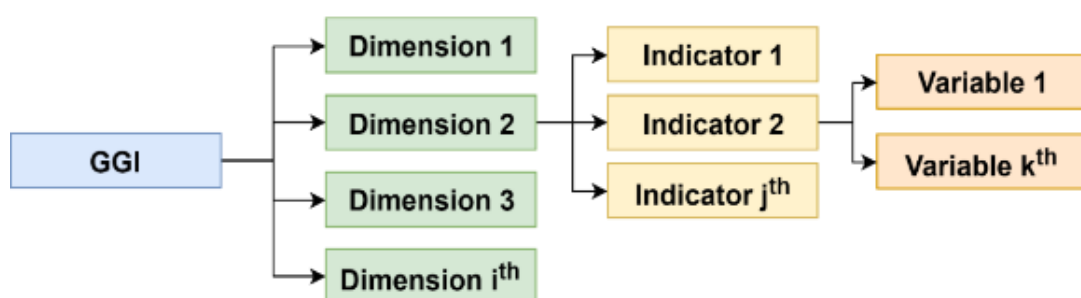 GGI
Dimension 1
Dimension 2
Dimension 3
Dimension iᵗʰ
Indicator 1
Indicator 2
Indicator jᵗʰ
Variable 1
Variable kᵗʰ